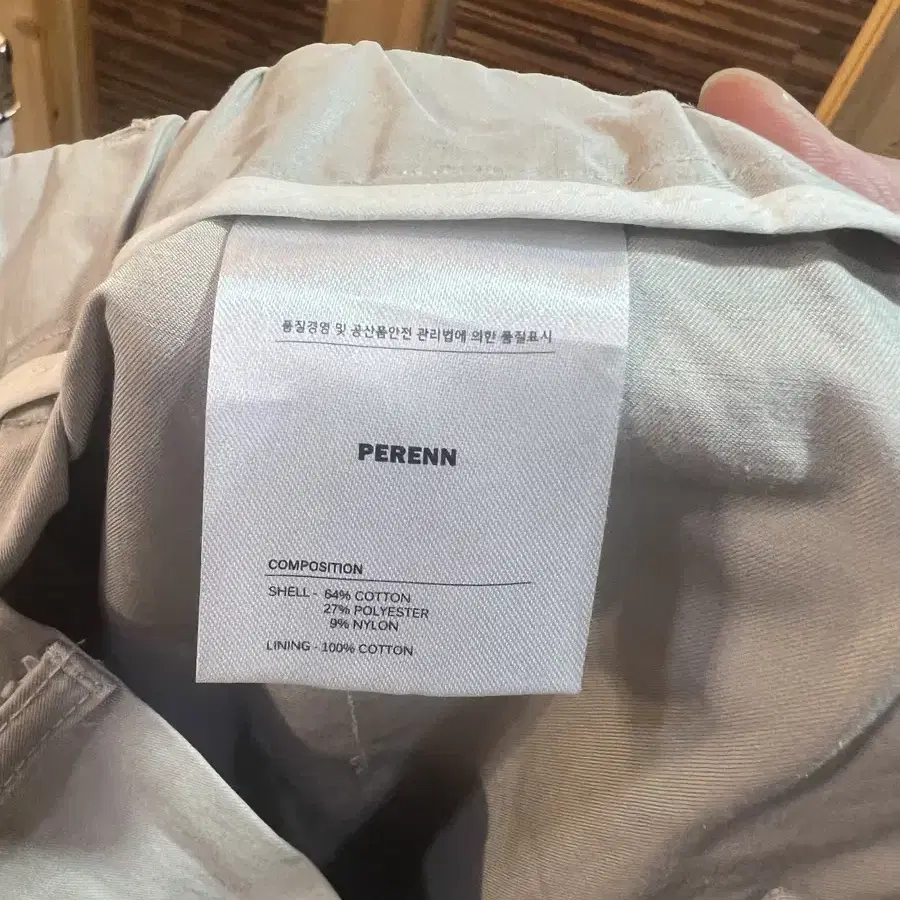 품질경영 및 공산품안전 관리법에 의한 품질표시
PERENN
COMPOSITION
SHELL - 64% COTTON
27% POLYESTER
9% NYLON
LINING - 100% COTTON